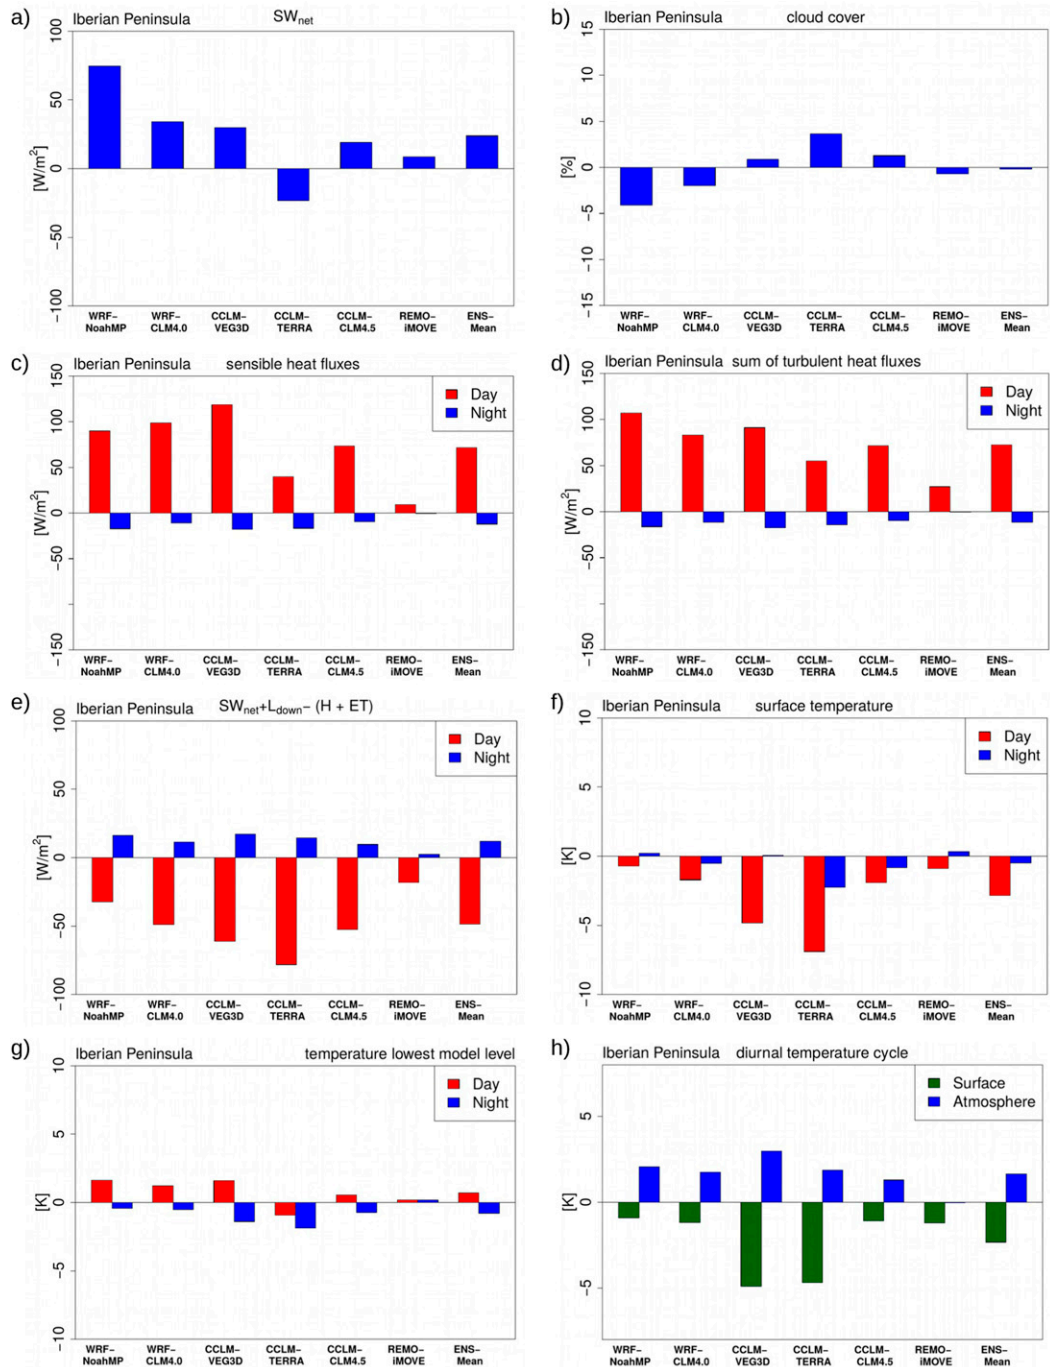 a) Iberian Peninsula SWnet
100
50
0
−50
−100
[W/m²]
WRF− WRF− CCLM− CCLM− CCLM− REMO− ENS−
NoahMP CLM4.0 VEG3D TERRA CLM4.5 iMOVE Mean
b) Iberian Peninsula cloud cover
15
10
5
0
−5
−10
−15
[%]
WRF− WRF− CCLM− CCLM− CCLM− REMO− ENS−
NoahMP CLM4.0 VEG3D TERRA CLM4.5 iMOVE Mean
c) Iberian Peninsula sensible heat fluxes
Day
Night
150
100
50
0
−50
−150
[W/m²]
WRF− WRF− CCLM− CCLM− CCLM− REMO− ENS−
NoahMP CLM4.0 VEG3D TERRA CLM4.5 iMOVE Mean
d) Iberian Peninsula sum of turbulent heat fluxes
Day
Night
150
100
50
0
−50
−150
[W/m²]
WRF− WRF− CCLM− CCLM− CCLM− REMO− ENS−
NoahMP CLM4.0 VEG3D TERRA CLM4.5 iMOVE Mean
e) Iberian Peninsula SWnet+Ldown− (H + ET)
Day
Night
100
50
0
−50
−100
[W/m²]
WRF− WRF− CCLM− CCLM− CCLM− REMO− ENS−
NoahMP CLM4.0 VEG3D TERRA CLM4.5 iMOVE Mean
f) Iberian Peninsula surface temperature
Day
Night
10
5
0
−5
−10
[K]
WRF− WRF− CCLM− CCLM− CCLM− REMO− ENS−
NoahMP CLM4.0 VEG3D TERRA CLM4.5 iMOVE Mean
g) Iberian Peninsula temperature lowest model level
Day
Night
10
5
0
−5
−10
[K]
WRF− WRF− CCLM− CCLM− CCLM− REMO− ENS−
NoahMP CLM4.0 VEG3D TERRA CLM4.5 iMOVE Mean
h) Iberian Peninsula diurnal temperature cycle
Surface
Atmosphere
5
0
−5
[K]
WRF− WRF− CCLM− CCLM− CCLM− REMO− ENS−
NoahMP CLM4.0 VEG3D TERRA CLM4.5 iMOVE Mean